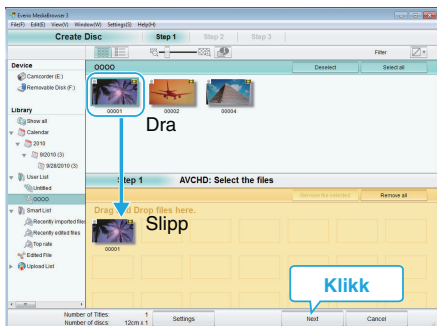 Everio MediaBrowser 3
File(F) Edit(E) View(V) Window(W) Settings(S) Help(H)
Create Disc Step 1 Step 2 Step 3
Filter
Device
Camcorder (E:)
Removable Disk (F:)
Library
Show all
Calendar
2010
9/2010 (3)
9/28/2010 (3)
User List
Untitled
OOOO
Smart List
Recently imported files
Recently edited files
Top rate
Edited File
Upload List
OOOO Deselect Select all
00001 00002 00004
Dra
Step 1 AVCHD: Select the files
Remove the selected Remove all
Drag and Drop files here.
Slipp
00001
Klikk
Number of Titles: 1
Number of discs: 12cm x 1
Settings Next Cancel